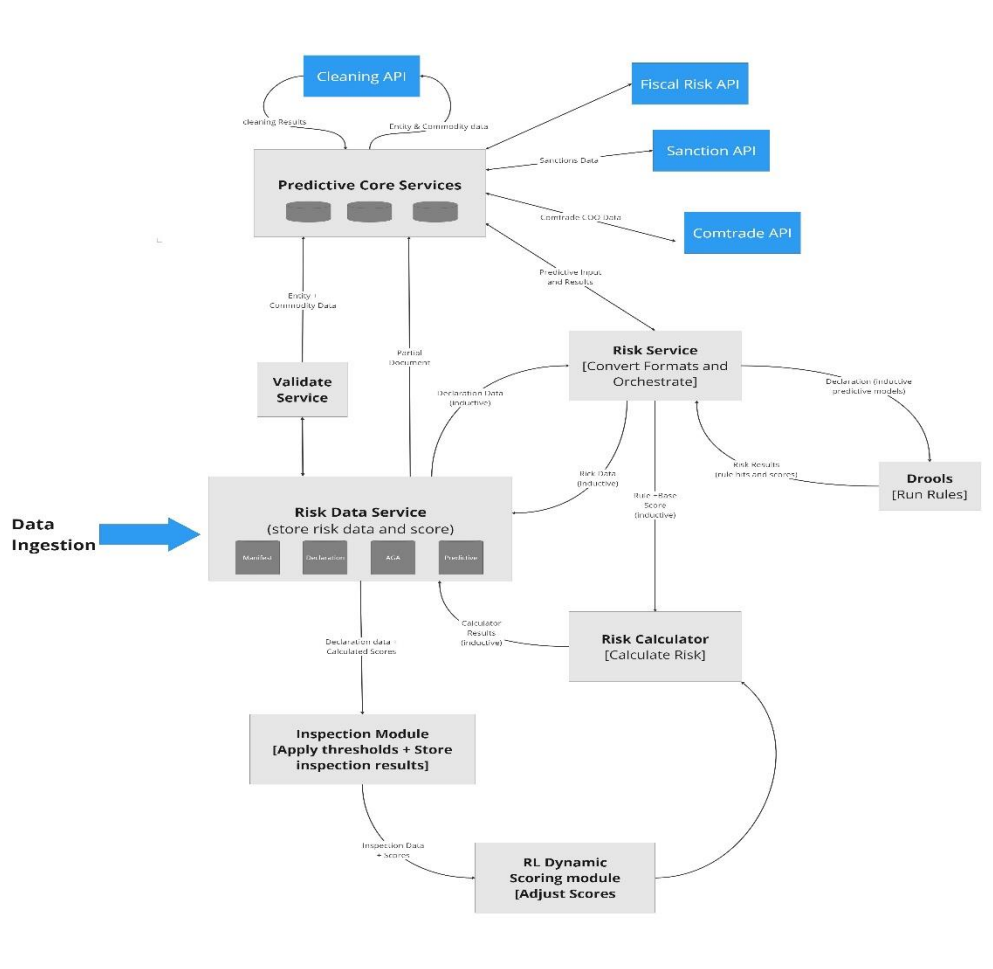 Cleaning API
Fiscal Risk API
cleaning Results
Entity & Commodity data
Sanction API
Sanctions Data
Predictive Core Services
Comtrade COO Data
Comtrade API
Predictive Input
and Results
Entity +
Commodity Data
Partial
Document
Risk Service
[Convert Formats and
Orchestrate]
Validate
Service
Declaration Data
(inductive)
Declaration (inductive
predictive models)
Risk Results
(rule hits and scores)
Drools
[Run Rules]
Risk Data
(inductive)
Rule +Base
Score
(inductive)
Risk Data Service
(store risk data and score)
Data
Ingestion
Manifest
Declaration
AGA
Predictive
Calculator
Results
(inductive)
Risk Calculator
[Calculate Risk]
Declaration data +
Calculated Scores
Inspection Module
[Apply thresholds + Store
inspection results]
Inspection Data
+ Scores
RL Dynamic
Scoring module
[Adjust Scores